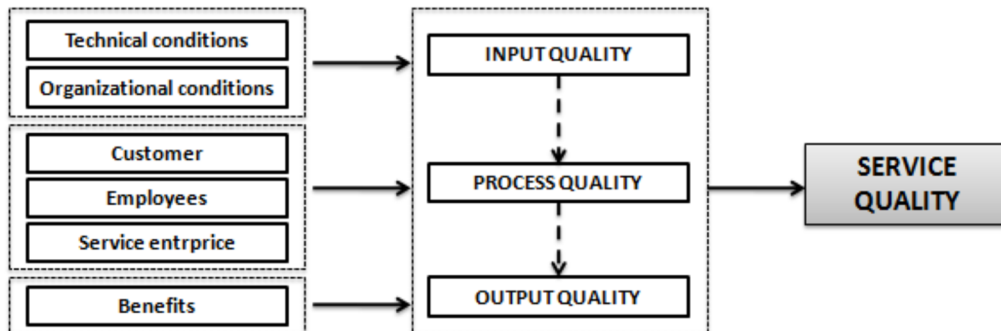 Technical conditions
Organizational conditions
Customer
Employees
Service entrprice
Benefits
INPUT QUALITY
PROCESS QUALITY
OUTPUT QUALITY
SERVICE
QUALITY